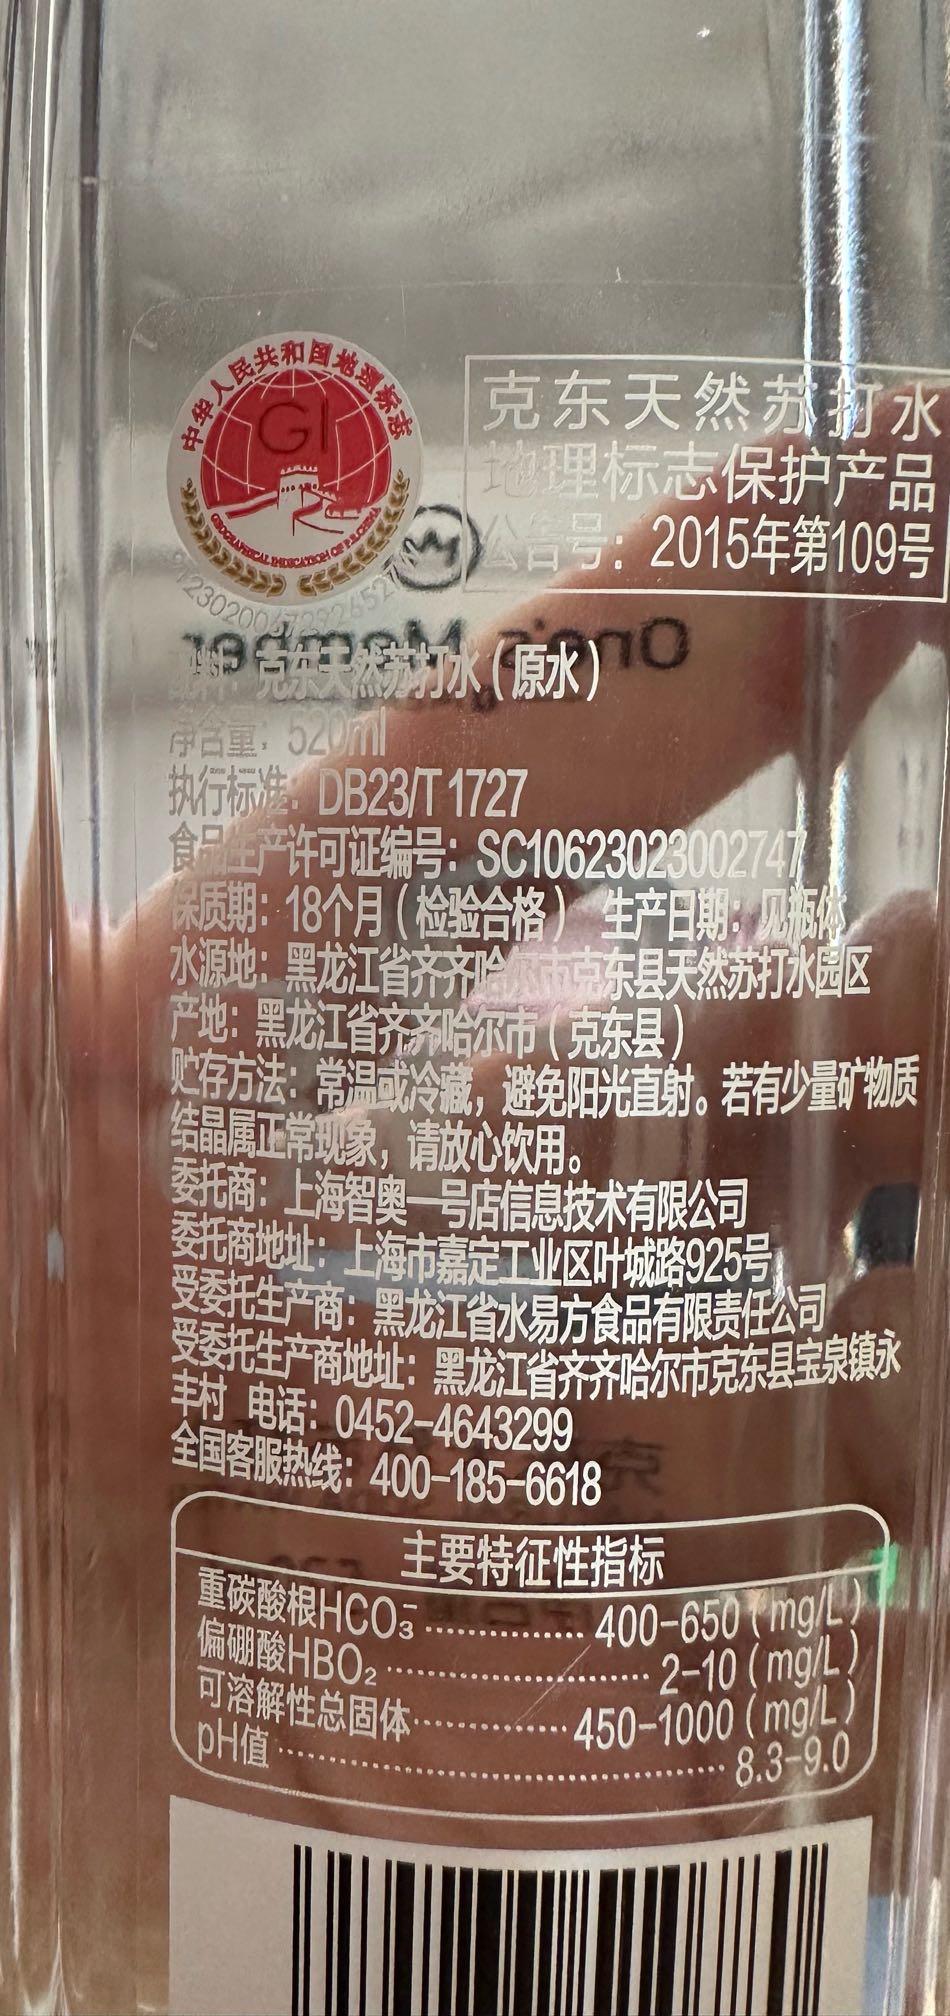 中华人民共和国地理标志
GI
GEOGRAPHICAL INDICATION OF P.R.CHINA
克东天然苏打水
地理标志保护产品
公告号：2015年第109号
One's Member
原料：克东天然苏打水（原水）
净含量：520ml
执行标准：DB23/T 1727
食品生产许可证编号：SC10623023002747
保质期：18个月（检验合格） 生产日期：见瓶体
水源地：黑龙江省齐齐哈尔市克东县天然苏打水园区
产地：黑龙江省齐齐哈尔市（克东县）
贮存方法：常温或冷藏，避免阳光直射。若有少量矿物质
结晶属正常现象，请放心饮用。
委托商：上海智奥一号店信息技术有限公司
委托商地址：上海市嘉定工业区叶城路925号
受委托生产商：黑龙江省水易方食品有限责任公司
受委托生产商地址：黑龙江省齐齐哈尔市克东县宝泉镇永
丰村 电话：0452-4643299
全国客服热线：400-185-6618
主要特征性指标
重碳酸根HCO₃⁻ 400-650（mg/L）
偏硼酸HBO₂ 2-10（mg/L）
可溶解性总固体 450-1000（mg/L）
pH值 8.3-9.0